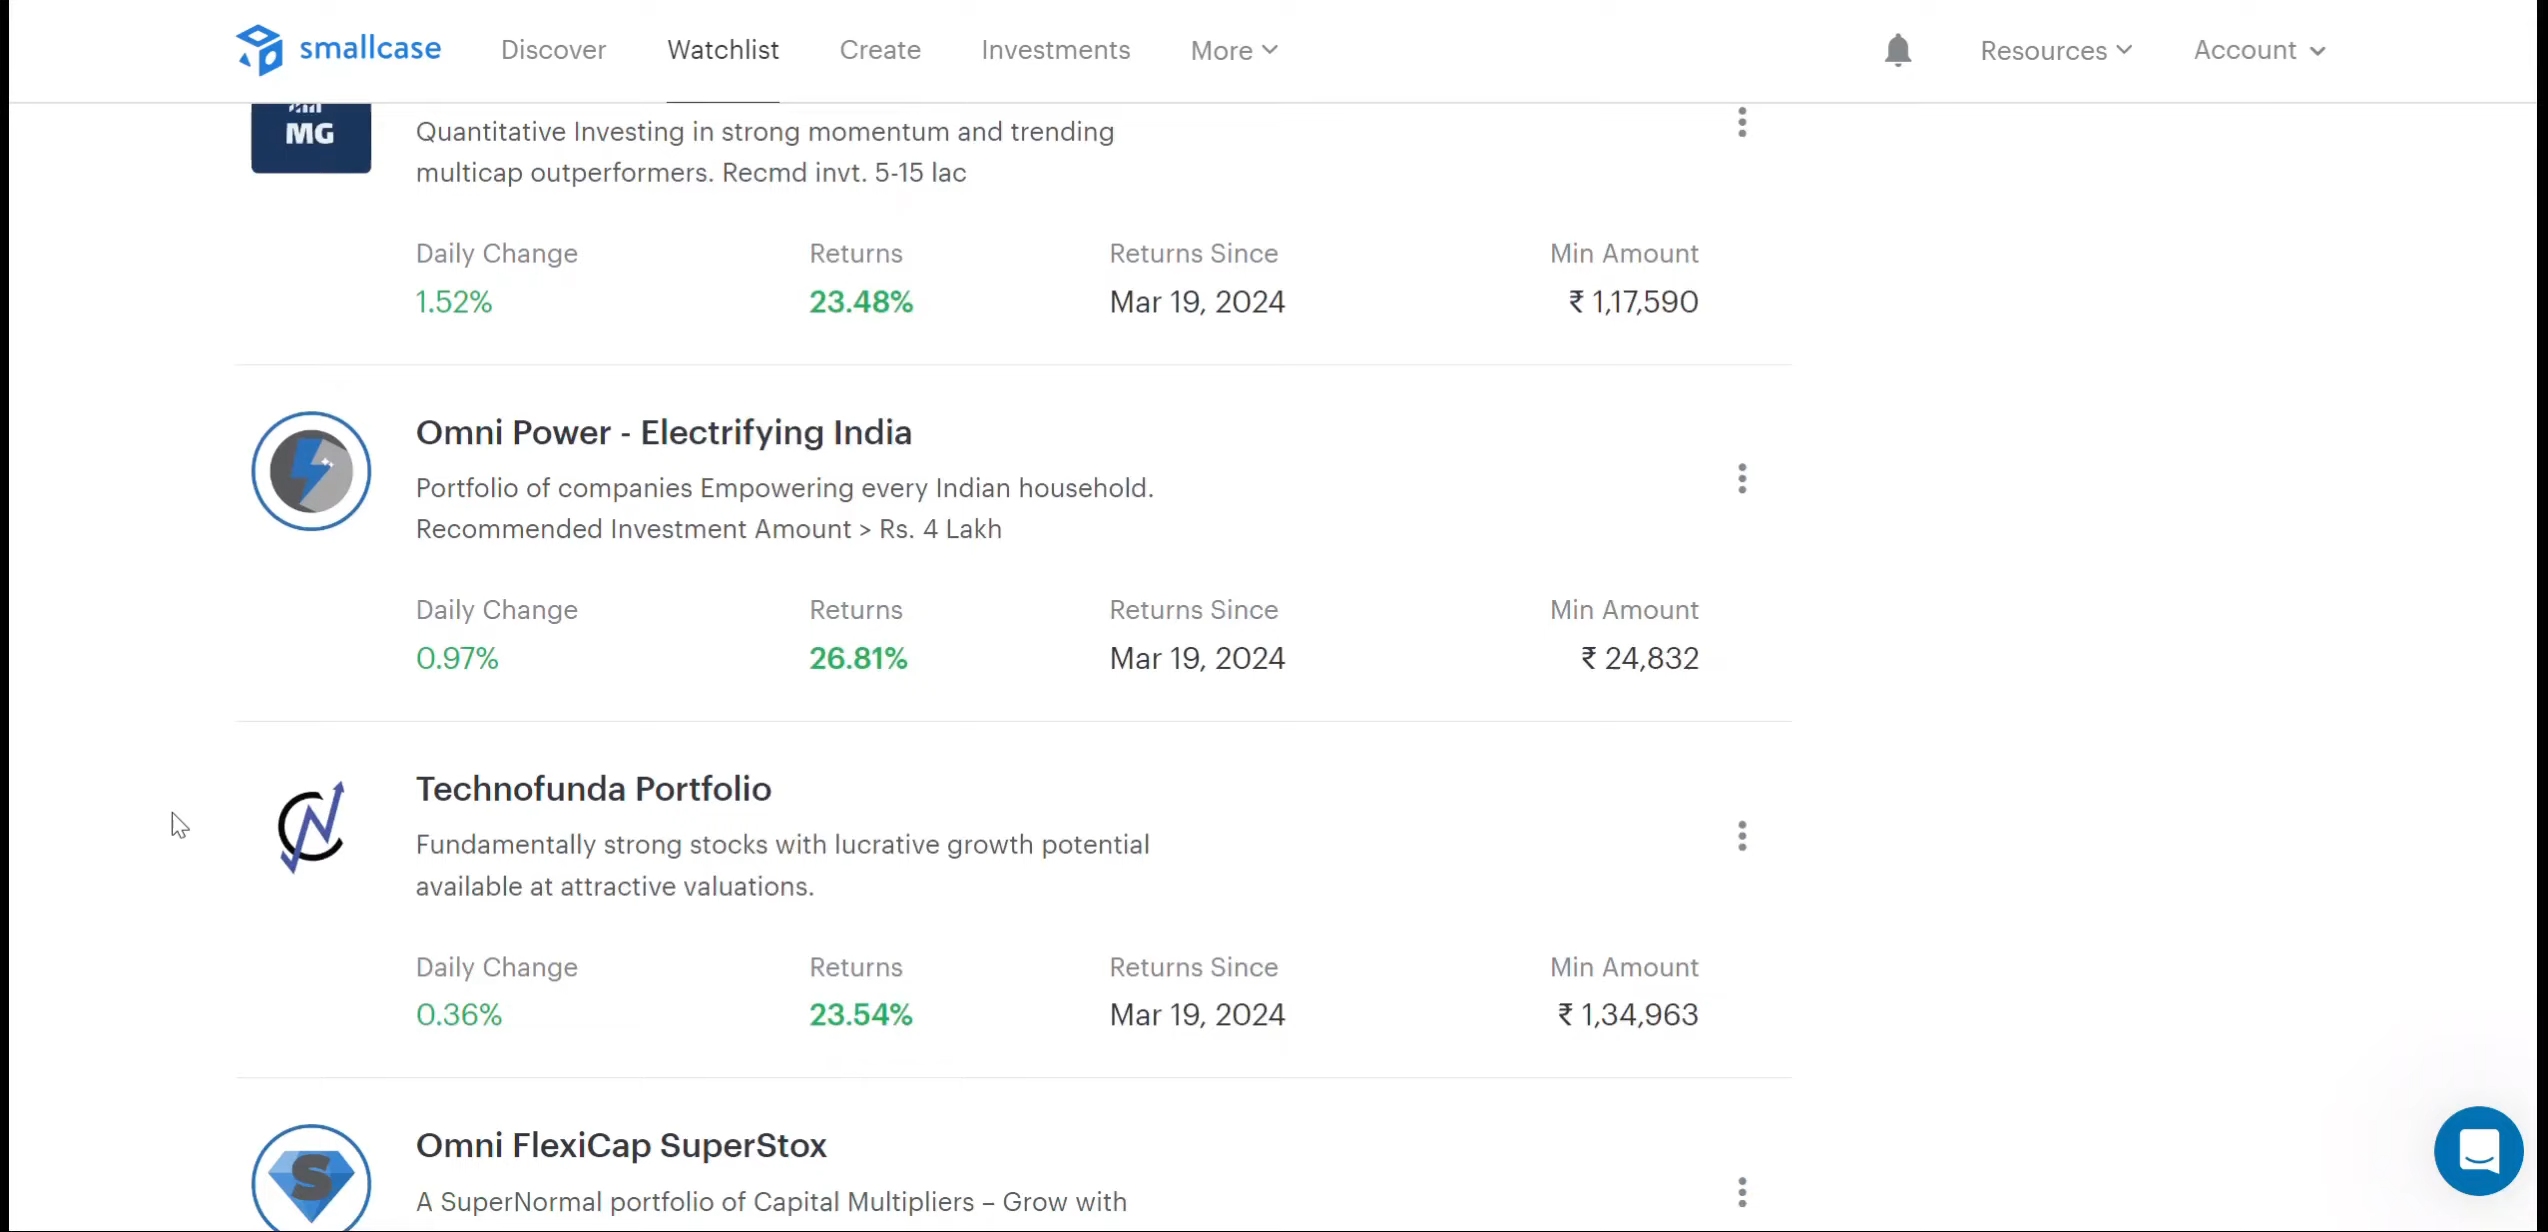 smallcase
Discover
Watchlist
Create
Investments
More
Resources
Account
MG
Quantitative Investing in strong momentum and trending
multicap outperformers. Recmd invt. 5-15 lac
Daily Change
Returns
Returns Since
Min Amount
1.52%
23.48%
Mar 19, 2024
₹ 1,17,590
Omni Power - Electrifying India
Portfolio of companies Empowering every Indian household.
Recommended Investment Amount > Rs. 4 Lakh
Daily Change
Returns
Returns Since
Min Amount
0.97%
26.81%
Mar 19, 2024
₹ 24,832
Technofunda Portfolio
Fundamentally strong stocks with lucrative growth potential
available at attractive valuations.
Daily Change
Returns
Returns Since
Min Amount
0.36%
23.54%
Mar 19, 2024
₹ 1,34,963
S
Omni FlexiCap SuperStox
A SuperNormal portfolio of Capital Multipliers – Grow with